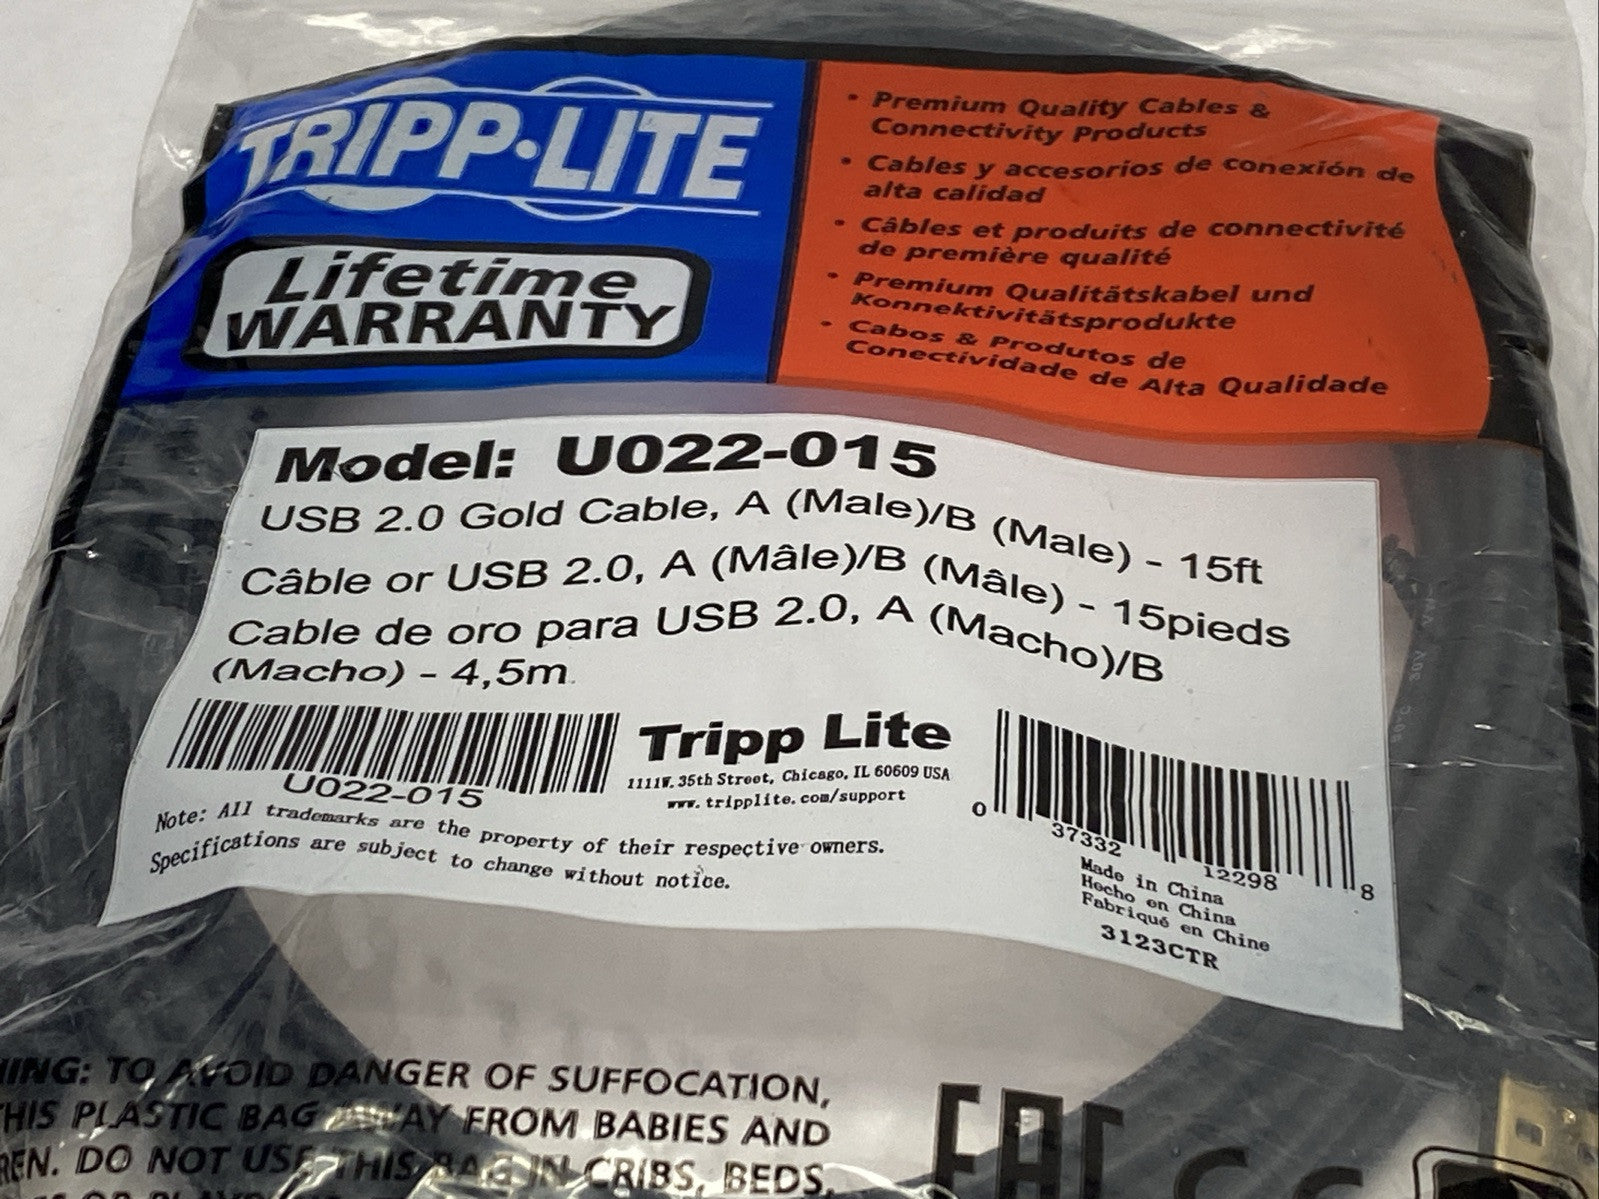 TRIPP·LITE
Lifetime
WARRANTY
• Premium Quality Cables &
Connectivity Products
• Cables y accesorios de conexión de
alta calidad
• Câbles et produits de connectivité
de première qualité
• Premium Qualitätskabel und
Konnektivitätsprodukte
• Cabos & Produtos de
Conectividade de Alta Qualidade
Model: U022-015
USB 2.0 Gold Cable, A (Male)/B (Male) - 15ft
Câble or USB 2.0, A (Mâle)/B (Mâle) - 15pieds
Cable de oro para USB 2.0, A (Macho)/B
(Macho) - 4,5m
U022-015
Tripp Lite
1111W. 35th Street, Chicago, IL 60609 USA
www.tripplite.com/support
Note: All trademarks are the property of their respective owners.
Specifications are subject to change without notice.
0 37332 12298 8
Made in China
Hecho en China
Fabriqué en Chine
3123CTR
NING: TO AVOID DANGER OF SUFFOCATION,
THIS PLASTIC BAG AWAY FROM BABIES AND
REN. DO NOT USE THIS BAG IN CRIBS, BEDS,
EAC